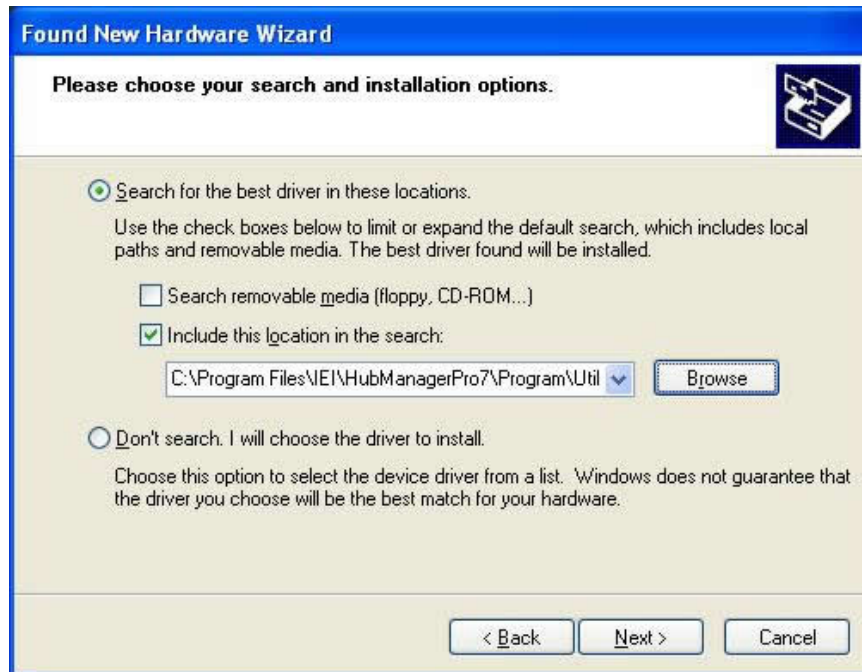 Found New Hardware Wizard
Please choose your search and installation options.
Search for the best driver in these locations.
Use the check boxes below to limit or expand the default search, which includes local
paths and removable media. The best driver found will be installed.
Search removable media (floppy, CD-ROM...)
Include this location in the search:
C:\Program Files\IEI\HubManagerPro7\Program\Util
Browse
Don't search. I will choose the driver to install.
Choose this option to select the device driver from a list. Windows does not guarantee that
the driver you choose will be the best match for your hardware.
< Back
Next >
Cancel